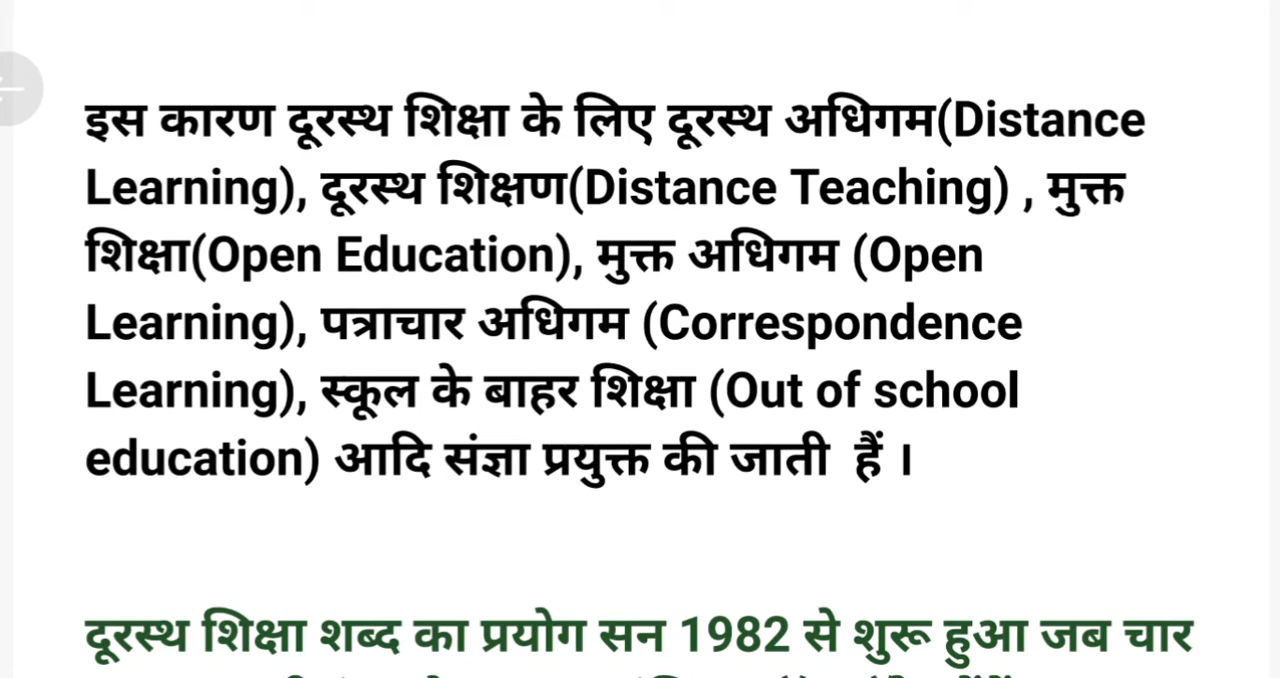 इस कारण दूरस्थ शिक्षा के लिए दूरस्थ अधिगम(Distance
Learning), दूरस्थ शिक्षण(Distance Teaching) , मुक्त
शिक्षा(Open Education), मुक्त अधिगम (Open
Learning), पत्राचार अधिगम (Correspondence
Learning), स्कूल के बाहर शिक्षा (Out of school
education) आदि संज्ञा प्रयुक्त की जाती  हैं ।
दूरस्थ शिक्षा शब्द का प्रयोग सन 1982 से शुरू हुआ जब चार